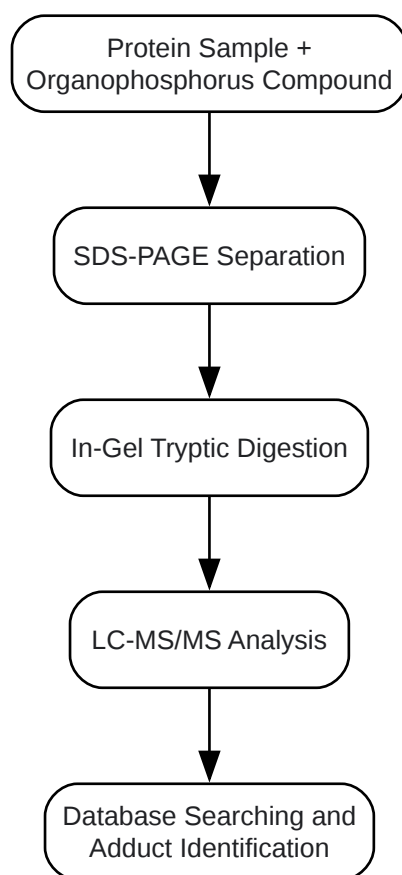 Protein Sample +
Organophosphorus Compound
SDS-PAGE Separation
In-Gel Tryptic Digestion
LC-MS/MS Analysis
Database Searching and
Adduct Identification